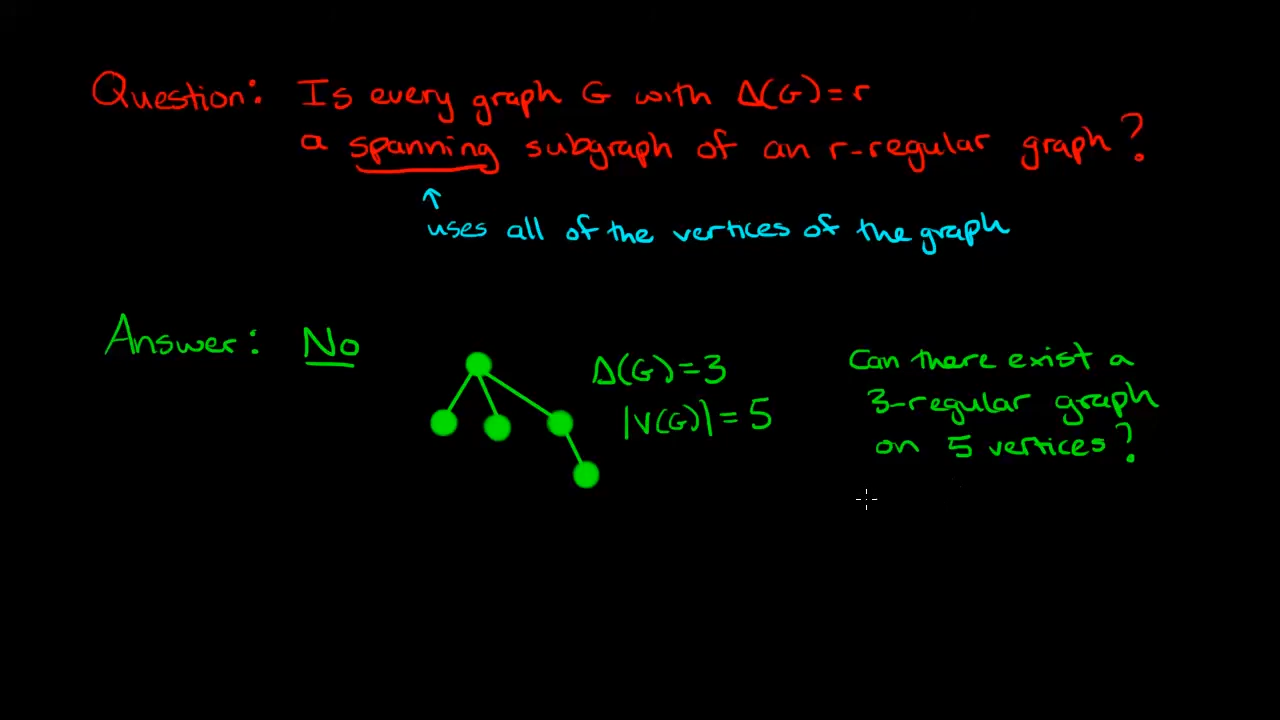 Question: Is every graph G with Δ(G)=r
a spanning subgraph of an r-regular graph?
↑
uses all of the vertices of the graph
Answer: No
Δ(G)=3
|V(G)|=5
Can there exist a
3-regular graph
on 5 vertices?